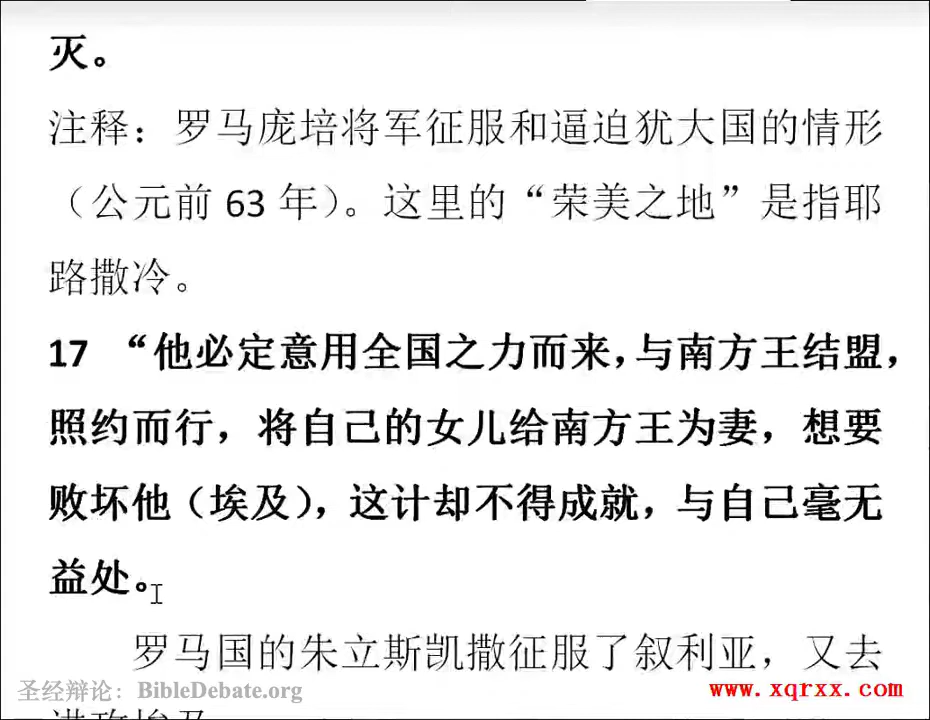 灭。
注释：罗马庞培将军征服和逼迫犹大国的情形
（公元前 63 年）。这里的“荣美之地”是指耶
路撒冷。
17 “他必定意用全国之力而来，与南方王结盟，
照约而行，将自己的女儿给南方王为妻，想要
败坏他（埃及），这计却不得成就，与自己毫无
益处。
罗马国的朱立斯凯撒征服了叙利亚，又去
圣经辩论：BibleDebate.org
www.xqrxx.com
进攻埃及